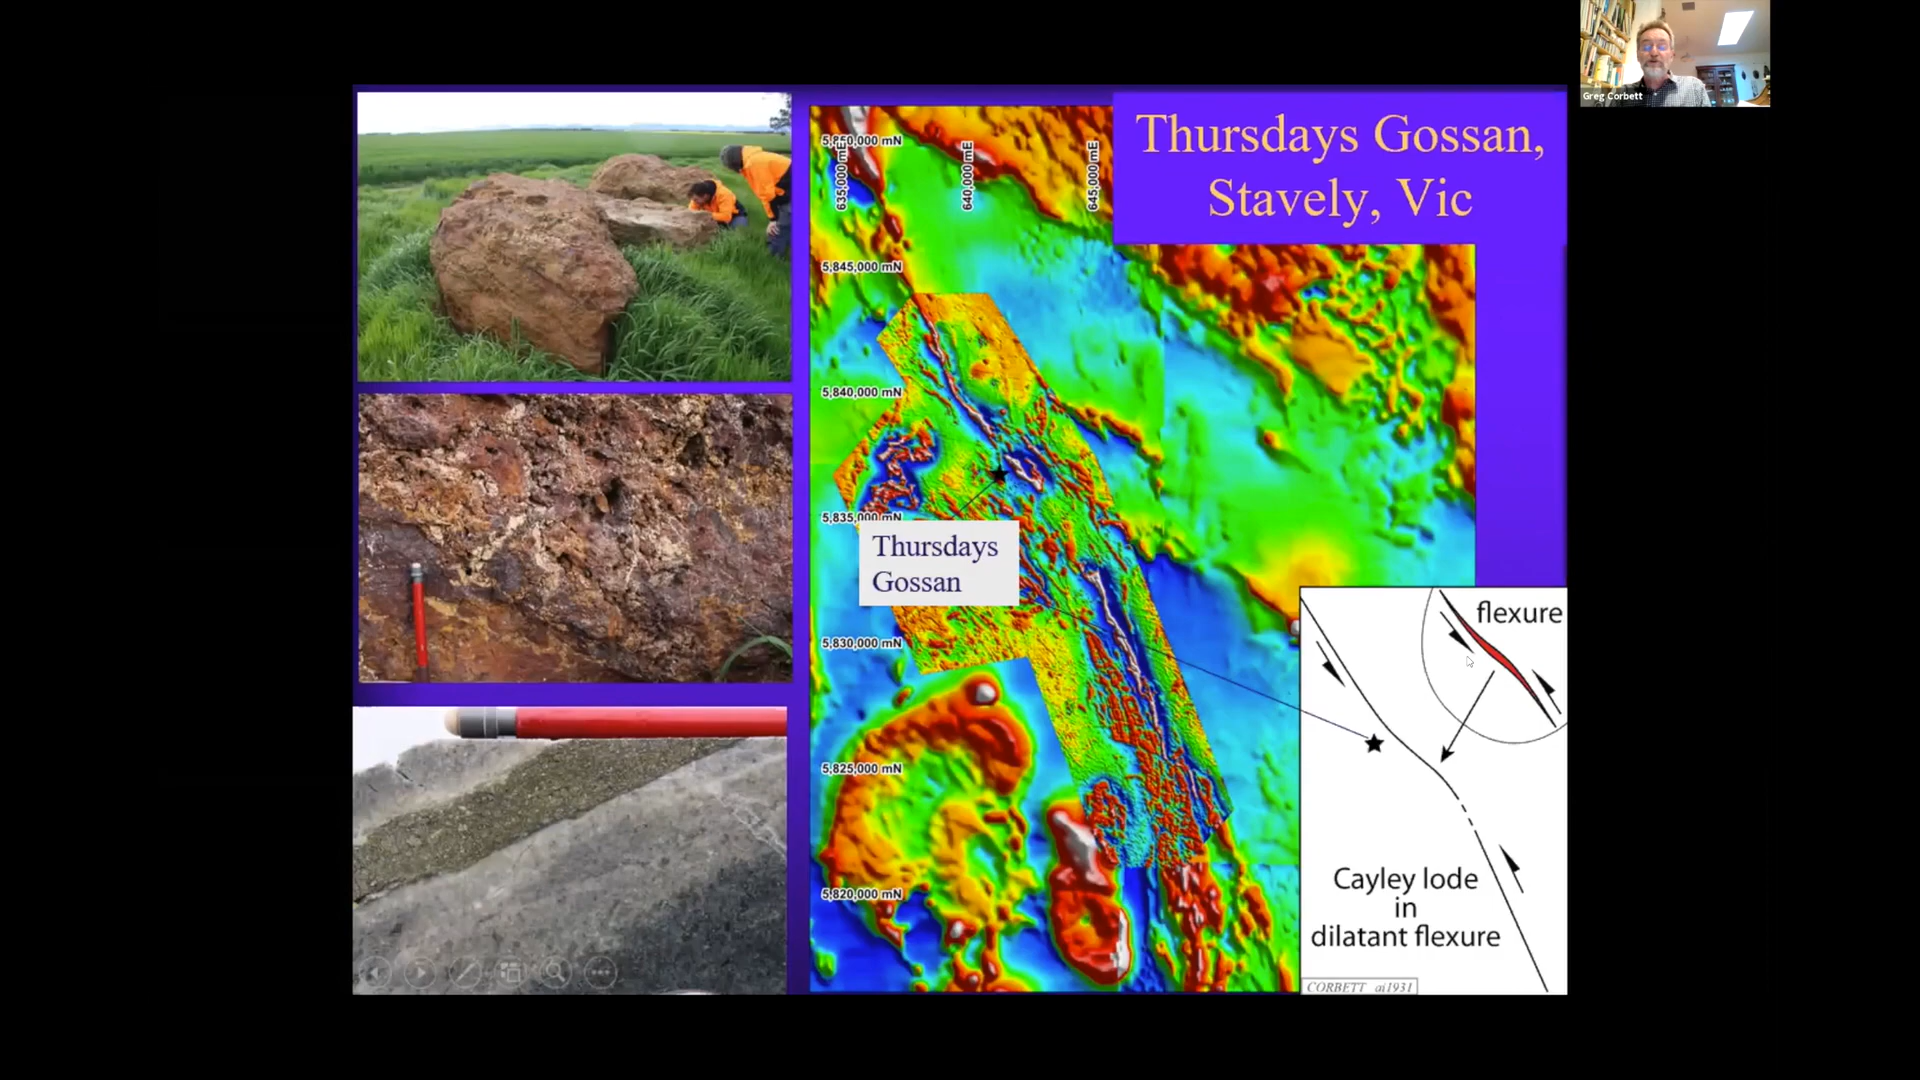 Greg Corbett
Thursdays Gossan,
Stavely, Vic
5,850,000 mN
635,000 mE
640,000 mE
645,000 mE
5,845,000 mN
5,840,000 mN
5,835,000 mN
Thursdays
Gossan
5,830,000 mN
5,825,000 mN
5,820,000 mN
flexure
Cayley lode
in
dilatant flexure
CORBETT ai1931